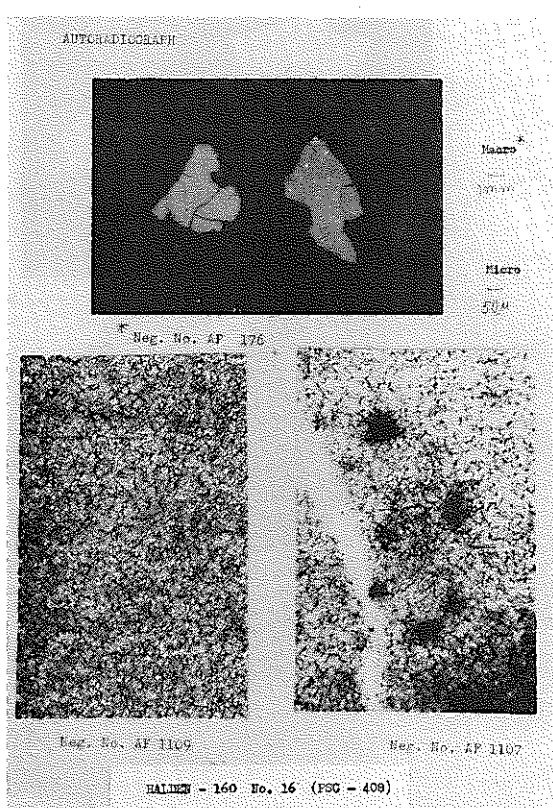 AUTORADIOGRAPH
Macro*
Micro
50μ
* Neg. No. AP 176
Neg. No. AP 1109
Neg. No. AP 1107
HALDEN - 160 No. 16 (PSG - 408)